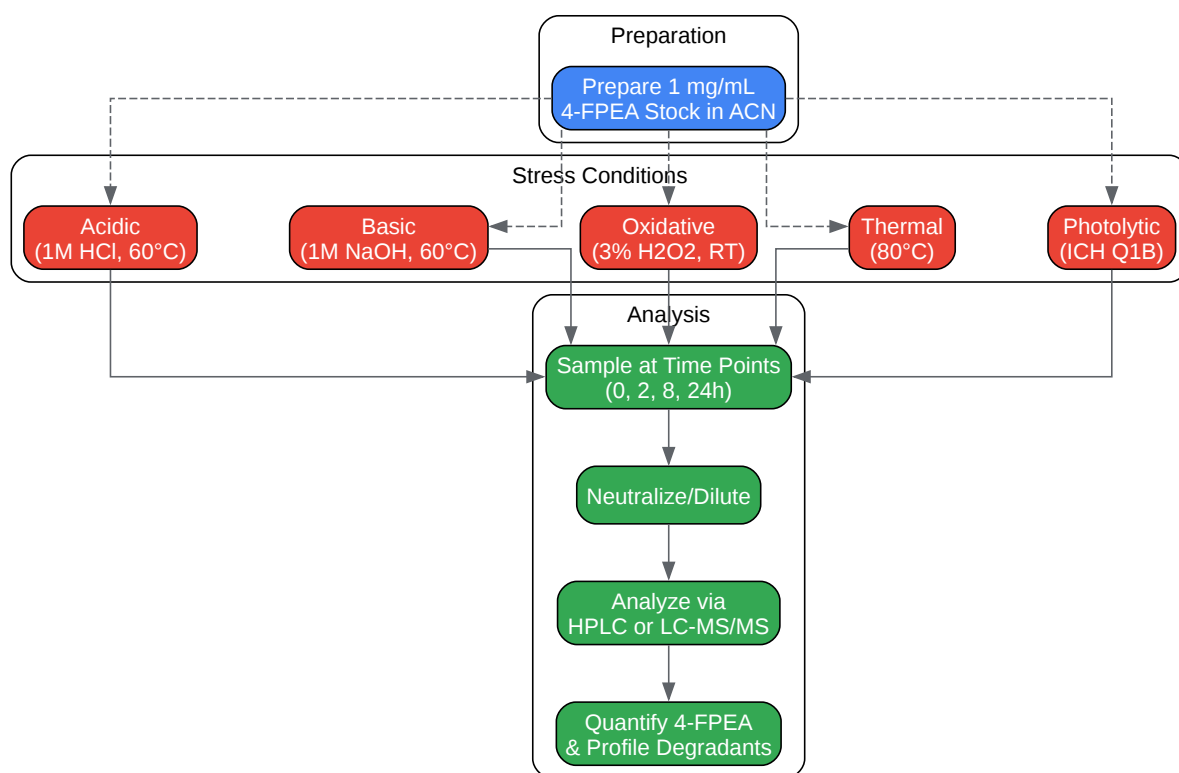 Preparation
Prepare 1 mg/mL
4-FPEA Stock in ACN
Stress Conditions
Acidic
(1M HCl, 60°C)
Basic
(1M NaOH, 60°C)
Oxidative
(3% H2O2, RT)
Thermal
(80°C)
Photolytic
(ICH Q1B)
Analysis
Sample at Time Points
(0, 2, 8, 24h)
Neutralize/Dilute
Analyze via
HPLC or LC-MS/MS
Quantify 4-FPEA
& Profile Degradants